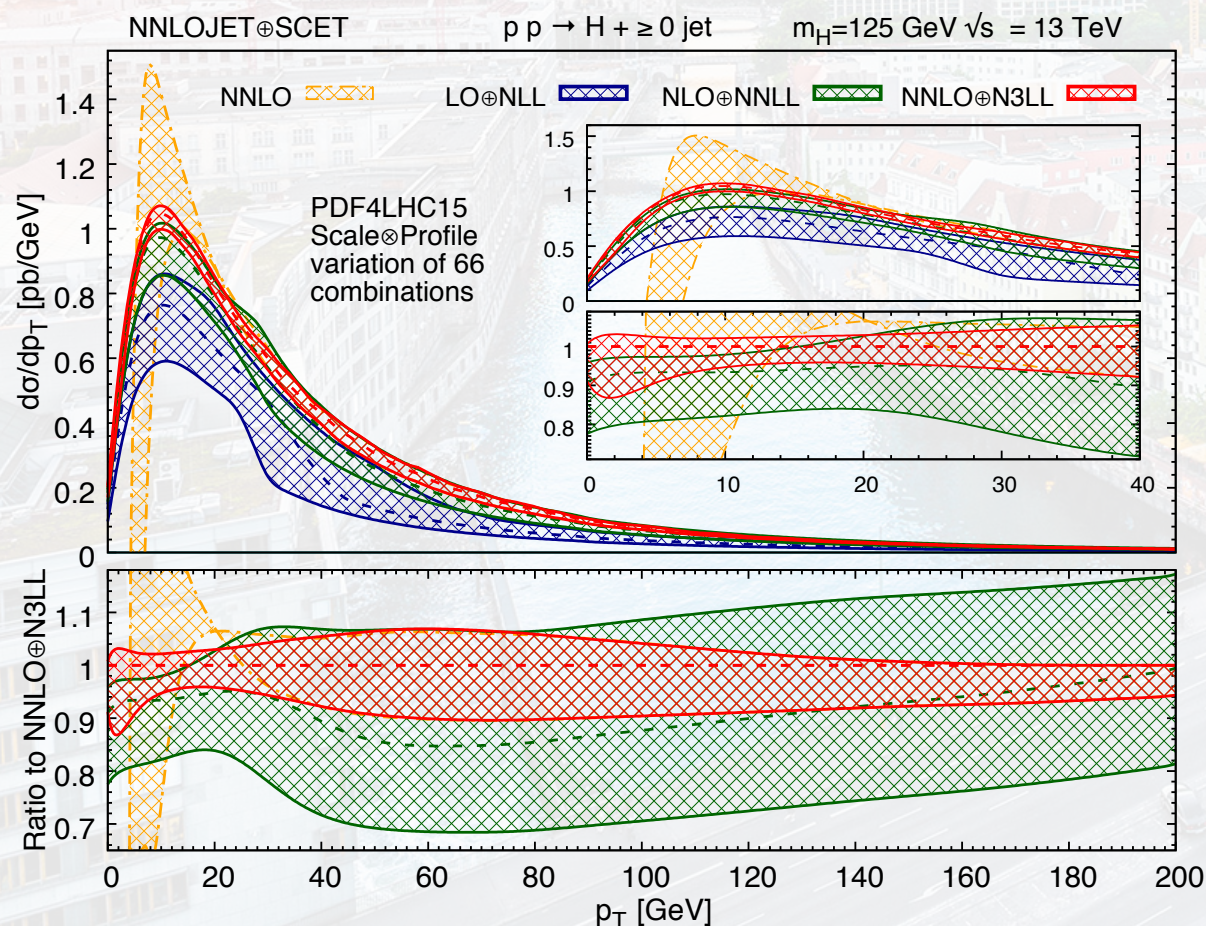 NNLOJET⊕SCET p p → H + ≥ 0 jet m_H=125 GeV √s = 13 TeV
NNLO LO⊕NLL NLO⊕NNLL NNLO⊕N3LL
PDF4LHC15
Scale⊗Profile
variation of 66
combinations
dσ/dp_T [pb/GeV]
1.4
1.2
1
0.8
0.6
0.4
0.2
0
1.5
1
0.5
0
1
0.9
0.8
0 10 20 30 40
Ratio to NNLO⊕N3LL
1.1
1
0.9
0.8
0.7
0 20 40 60 80 100 120 140 160 180 200
p_T [GeV]